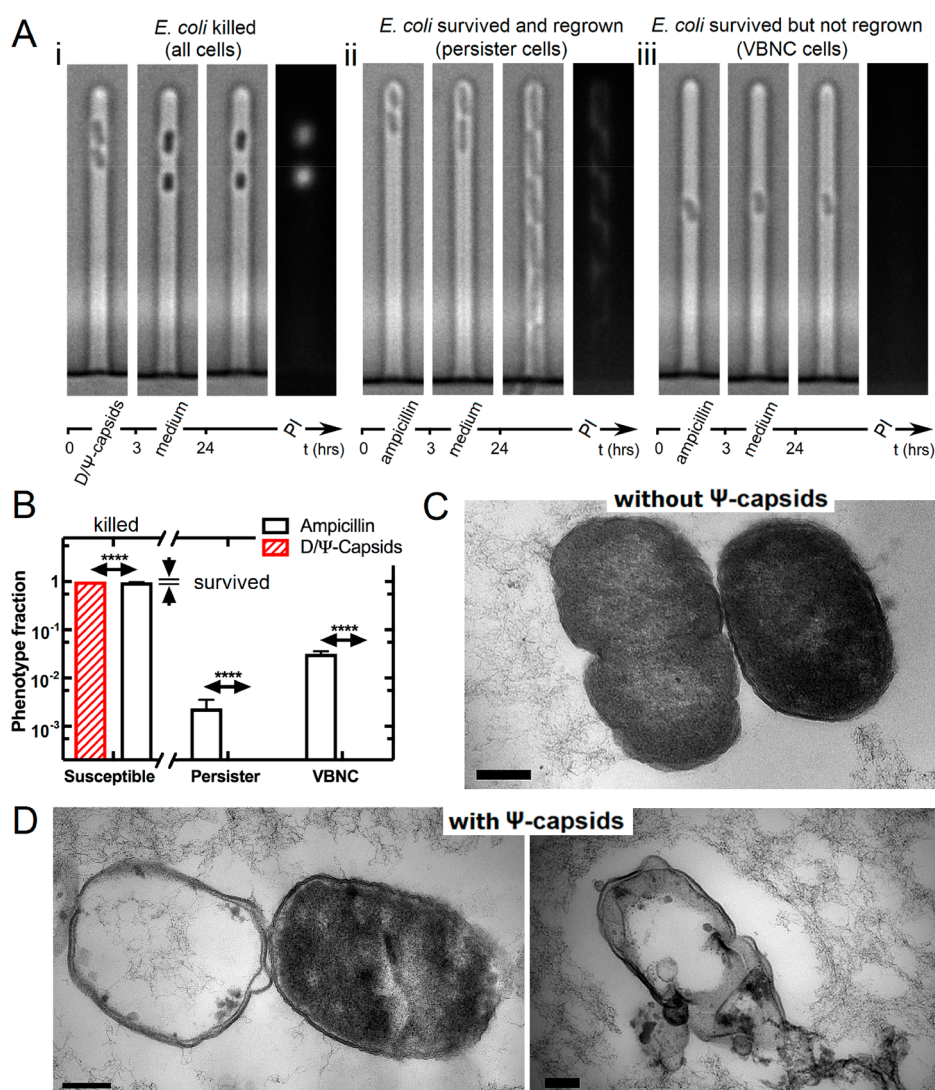 A
i
E. coli killed
(all cells)
ii
E. coli survived and regrown
(persister cells)
iii
E. coli survived but not regrown
(VBNC cells)
0
D/Ψ-capsids
3
medium
24
PI
t (hrs)
0
ampicillin
3
medium
24
PI
t (hrs)
0
ampicillin
3
medium
24
PI
t (hrs)
B
killed
Ampicillin
D/Ψ-Capsids
****
survived
****
****
Phenotype fraction
1
10⁻¹
10⁻²
10⁻³
Susceptible
Persister
VBNC
C
without Ψ-capsids
D
with Ψ-capsids